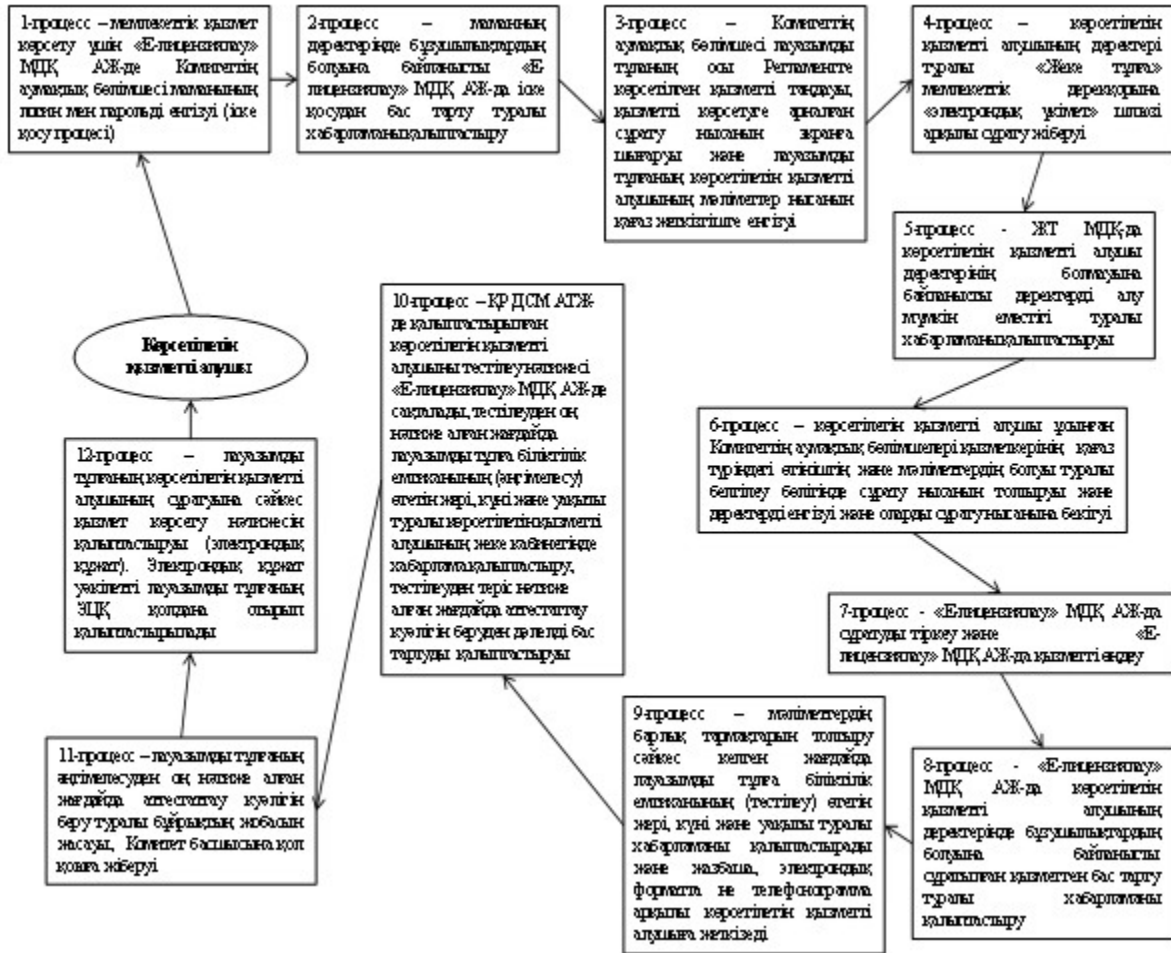 1-процесс – мемлекеттік қызмет
көрсету үшін «Е-лицензиялау»
МДҚ АЖ-де Комитеттің
аумақтық бөлімшесі маманының
логин мен парольді енгізуі (іске
қосу процесі)
2-процесс – маманның
деректерінде бұзушылықтардың
болуына байланысты «Е-
лицензиялау» МДҚ АЖ-да іске
қосудан бас тарту туралы
хабарламаны қалыптастыру
3-процесс – Комитеттің
аумақтық бөлімшесі лауазымды
тұлғаның осы Регламентте
көрсетілген қызметті таңдауы,
қызметті көрсетуге арналған
сұрату нысанын экранға
шығаруы және лауазымды
тұлғаның көрсетілетін қызметті
алушының мәліметтер нысанын
қағаз жеткізгішге енгізуі
4-процесс – көрсетілетін
қызметті алушының деректері
туралы «Жеке тұлға»
мемлекеттік дерекқорына
«электрондық үкімет» шлюзі
арқылы сұрату жіберуі
5-процесс - ЖТ МДҚ-да
көрсетілетін қызметті алушы
деректерінің болмауына
байланысты деректерді алу
мүмкін еместігі туралы
хабарламаны қалыптастыруы
6-процесс – көрсетілетін қызметті алушы ұсынған
Комитеттің аумақтық бөлімшелері қызметкерінің қағаз
түріндегі өтінішің және мәліметтердің болуы туралы
белгілеу бөлігінде сұрату нысанын толтыруы және
деректерді енгізуі және оларды сұрату нысанына бекітуі
7-процесс - «Е-лицензиялау» МДҚ АЖ-да
сұратуды тіркеу және «Е-
лицензиялау» МДҚ АЖ-да қызметті өңдеу
8-процесс - «Е-лицензиялау»
МДҚ АЖ-да көрсетілетін
қызметті алушының
деректерінде бұзушылықтардың
болуына байланысты
сұратылған қызметтен бас тарту
туралы хабарламаны
қалыптастыру
9-процесс – мәліметтердің
барлық тармақтарын толтыру
сәйкес келген жағдайда
лауазымды тұлға біліктілік
емтиканының (тестілеу) өтетін
жері, күні және уақыты туралы
хабарламаны қалыптастырады
және жазбаша, электрондық
форматта не телефонограмма
арқылы көрсетілетін қызметті
алушыға жеткізеді
10-процесс – ҚР ДСМ АТЖ-
де қалыптастырылған
көрсетілетін қызметті
алушыны тестілеу нәтижесі
«Е-лицензиялау» МДҚ АЖ-де
сақталады, тестілеуден оң
нәтиже алған жағдайда
лауазымды тұлға біліктілік
емтиканының (әңгімелесу)
өтетін жері, күні және уақыты
туралы көрсетілетін қызметті
алушының жеке кабинетінде
хабарлама қалыптастыру,
тестілеуден теріс нәтиже
алған жағдайда аттестаттау
куәлігін беруден дәлелді бас
тартуды қалыптастыруы
11-процесс – лауазымды тұлғаның
әңгімелесуден оң нәтиже алған
жағдайда аттестаттау куәлігін
беру туралы бұйрықтың жобасын
жасауы, Комитет басшысына қол
қоюға жіберуі
12-процесс – лауазымды
тұлғаның көрсетілетін қызметті
алушының сұратуына сәйкес
қызмет көрсету нәтижесін
қалыптастыруы (электрондық
құжат). Электрондық құжат
уәкілетті лауазымды тұлғаның
ЭЦҚ қолдана отырып
қалыптастырылады
Көрсетілетін
қызметті алушы